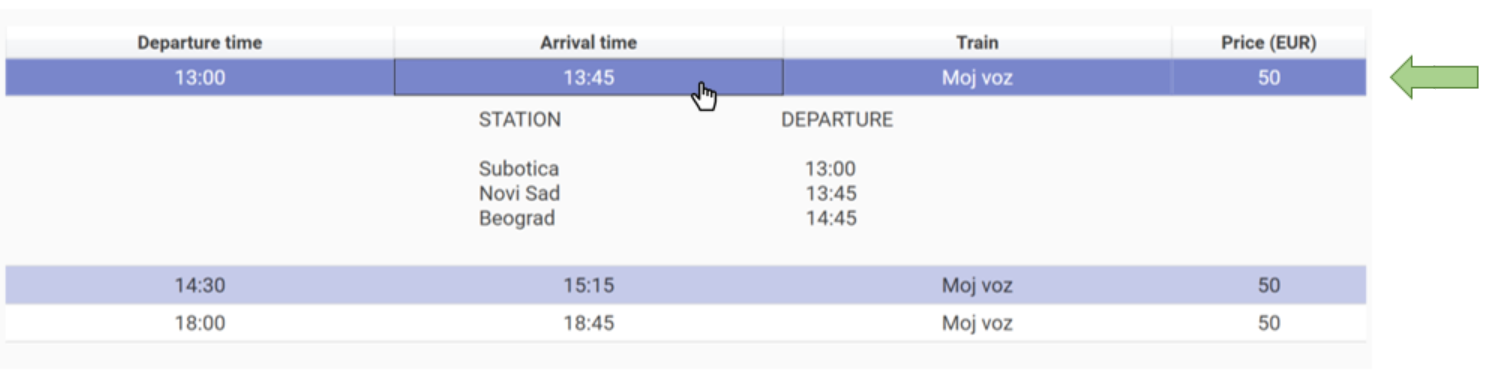 Departure time Arrival time Train Price (EUR)
13:00 13:45 Moj voz 50
STATION DEPARTURE
Subotica 13:00
Novi Sad 13:45
Beograd 14:45
14:30 15:15 Moj voz 50
18:00 18:45 Moj voz 50